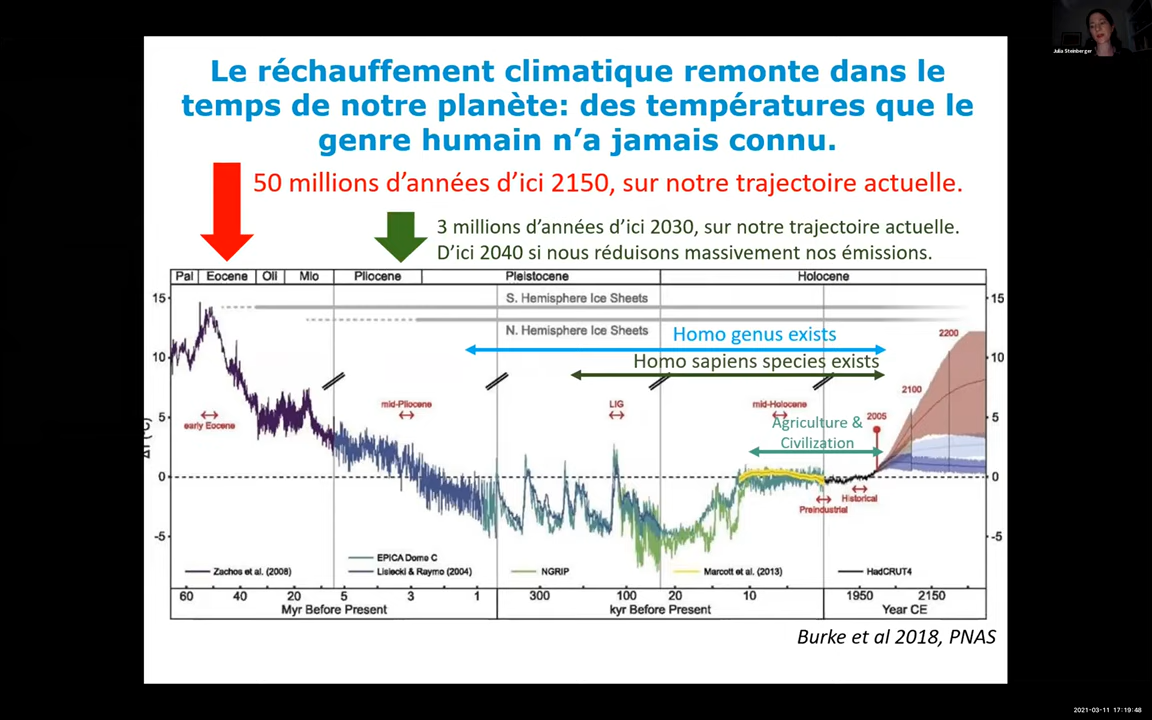 Julia Steinberger
Le réchauffement climatique remonte dans le
temps de notre planète: des températures que le
genre humain n'a jamais connu.
50 millions d'années d'ici 2150, sur notre trajectoire actuelle.
3 millions d'années d'ici 2030, sur notre trajectoire actuelle.
D'ici 2040 si nous réduisons massivement nos émissions.
Pal Eocene Oli Mio Pliocene Pleistocene Holocene
15 15
S. Hemisphere Ice Sheets
N. Hemisphere Ice Sheets
Homo genus exists
2200
10 10
Homo sapiens species exists
2100
mid-Pliocene LIG mid-Holocene
5 2005 5
early Eocene
Agriculture &
Civilization
0 0
Historical
Preindustrial
-5 -5
EPICA Dome C
Zachos et al. (2008) Lisiecki & Raymo (2004) NGRIP Marcott et al. (2013) HadCRUT4
60 40 20 5 3 1 300 100 20 10 1950 2150
Myr Before Present kyr Before Present Year CE
Burke et al 2018, PNAS
2021-03-11 17:19:48